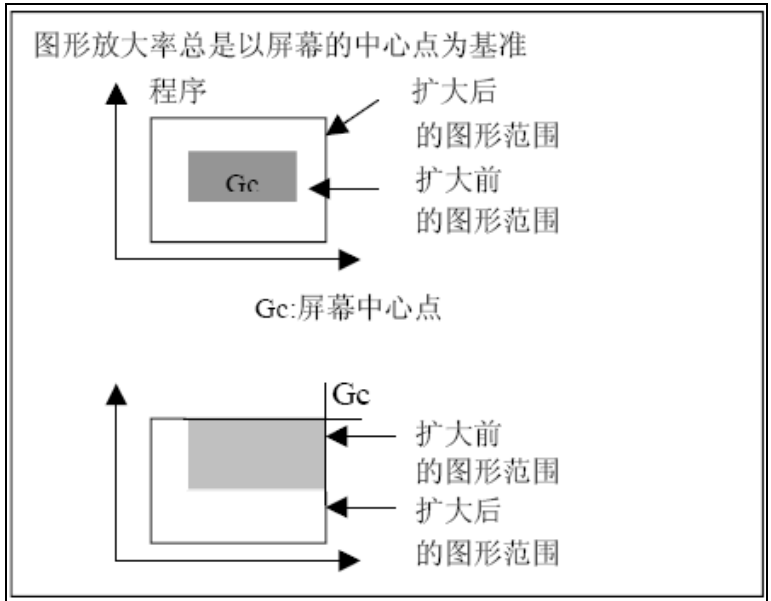 图形放大率总是以屏幕的中心点为基准
程序
扩大后
的图形范围
Gc
扩大前
的图形范围
Gc:屏幕中心点
Gc
扩大前
的图形范围
扩大后
的图形范围